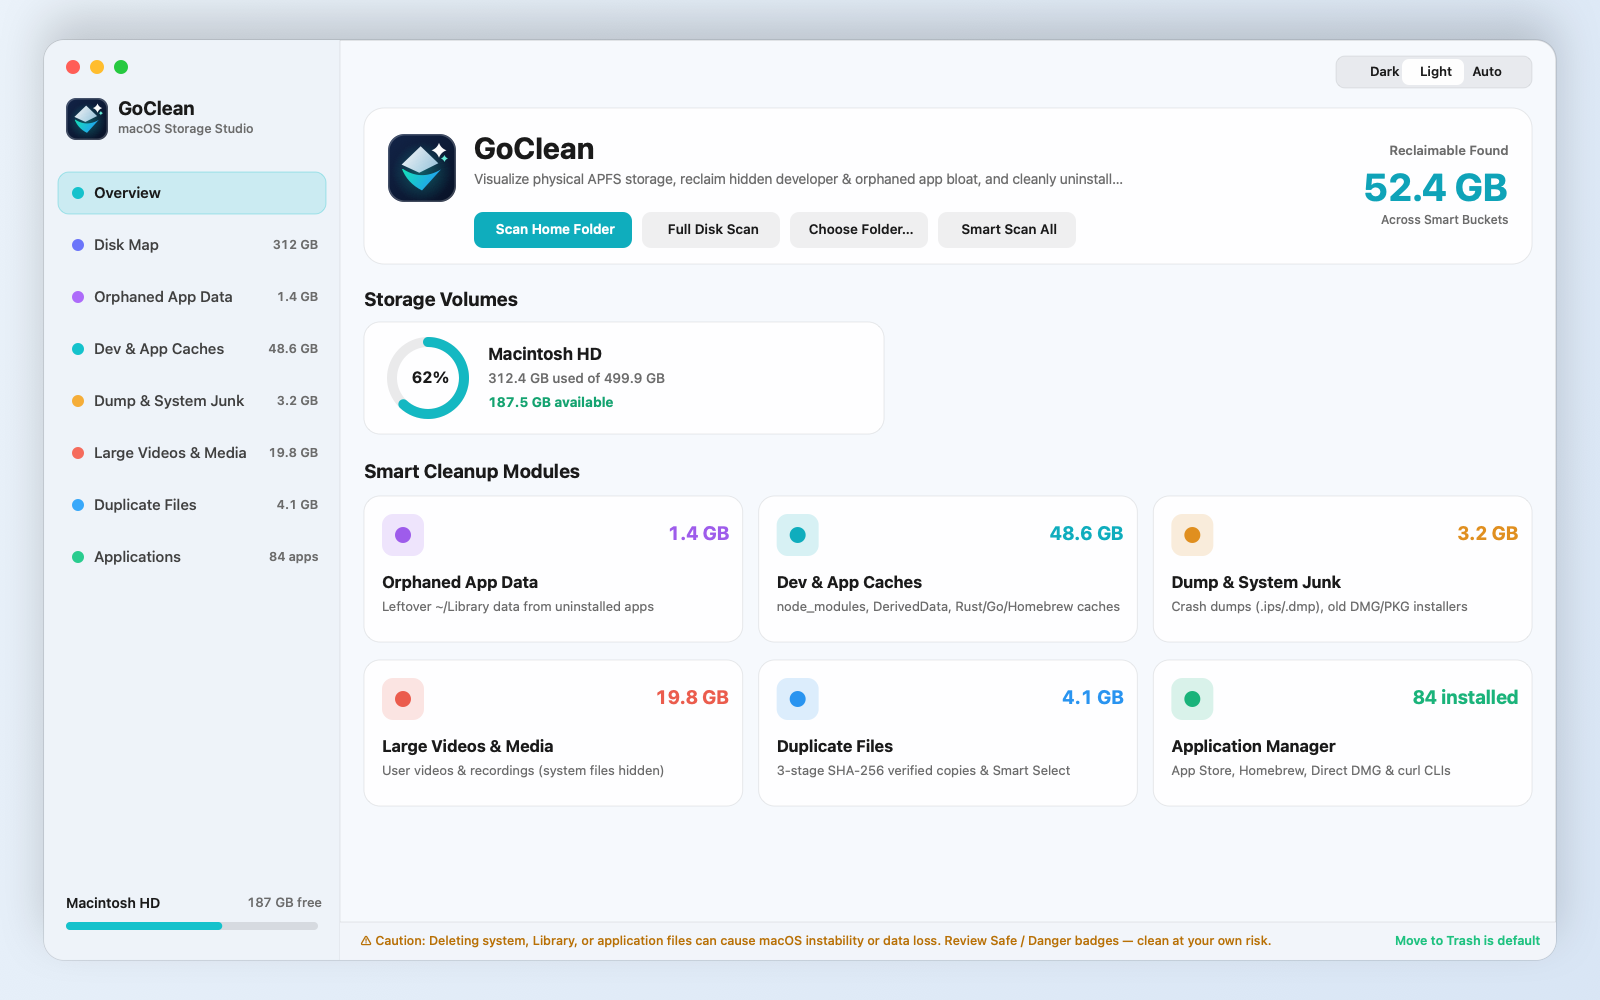 GoClean
macOS Storage Studio
Overview
Disk Map 312 GB
Orphaned App Data 1.4 GB
Dev & App Caches 48.6 GB
Dump & System Junk 3.2 GB
Large Videos & Media 19.8 GB
Duplicate Files 4.1 GB
Applications 84 apps
Macintosh HD 187 GB free
Dark Light Auto
GoClean
Visualize physical APFS storage, reclaim hidden developer & orphaned app bloat, and cleanly uninstall...
Scan Home Folder Full Disk Scan Choose Folder... Smart Scan All
Reclaimable Found
52.4 GB
Across Smart Buckets
Storage Volumes
62%
Macintosh HD
312.4 GB used of 499.9 GB
187.5 GB available
Smart Cleanup Modules
1.4 GB
Orphaned App Data
Leftover ~/Library data from uninstalled apps
48.6 GB
Dev & App Caches
node_modules, DerivedData, Rust/Go/Homebrew caches
3.2 GB
Dump & System Junk
Crash dumps (.ips/.dmp), old DMG/PKG installers
19.8 GB
Large Videos & Media
User videos & recordings (system files hidden)
4.1 GB
Duplicate Files
3-stage SHA-256 verified copies & Smart Select
84 installed
Application Manager
App Store, Homebrew, Direct DMG & curl CLIs
⚠ Caution: Deleting system, Library, or application files can cause macOS instability or data loss. Review Safe / Danger badges — clean at your own risk.
Move to Trash is default